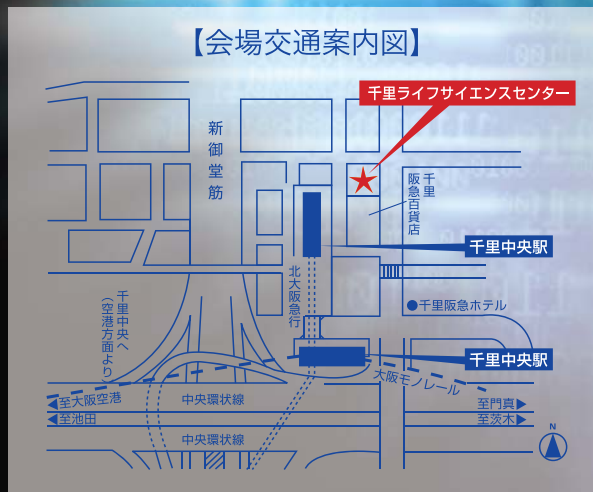 【会場交通案内図】
千里ライフサイエンスセンター
新御堂筋
千里
阪急百貨店
千里中央駅
北大阪急行
千里中央へ
（空港方面より）
●千里阪急ホテル
千里中央駅
大阪モノレール
◀至大阪空港
中央環状線
至門真▶
◀至池田
至茨木▶
中央環状線
N